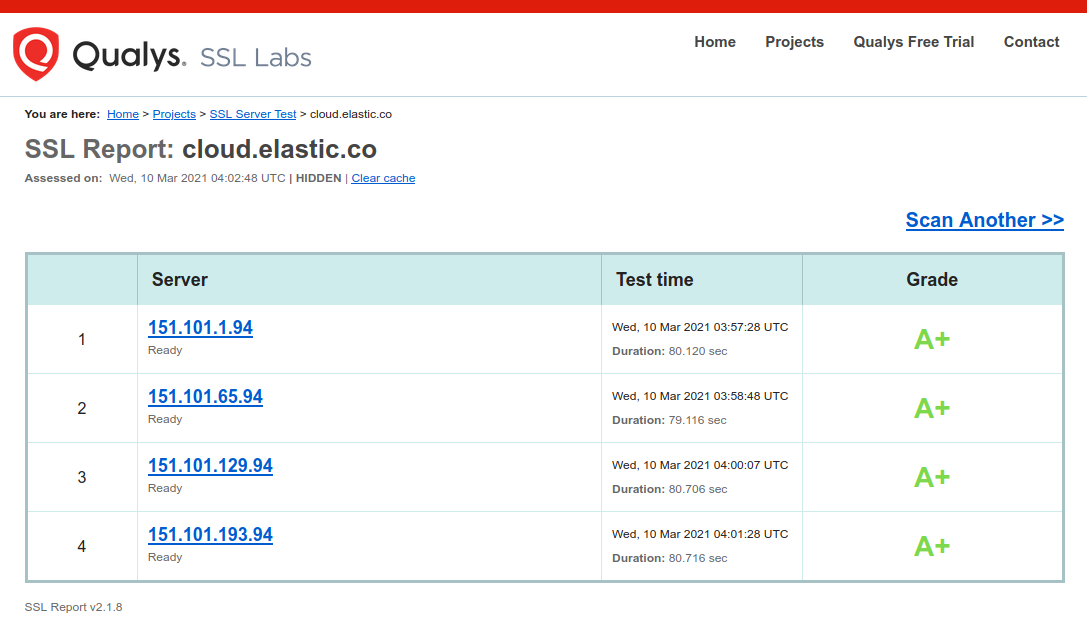 Qualys. SSL Labs
Home Projects Qualys Free Trial Contact
You are here: Home > Projects > SSL Server Test > cloud.elastic.co
SSL Report: cloud.elastic.co
Assessed on: Wed, 10 Mar 2021 04:02:48 UTC | HIDDEN | Clear cache
Scan Another >>
Server Test time Grade
1 151.101.1.94 Ready Wed, 10 Mar 2021 03:57:28 UTC Duration: 80.120 sec A+
2 151.101.65.94 Ready Wed, 10 Mar 2021 03:58:48 UTC Duration: 79.116 sec A+
3 151.101.129.94 Ready Wed, 10 Mar 2021 04:00:07 UTC Duration: 80.706 sec A+
4 151.101.193.94 Ready Wed, 10 Mar 2021 04:01:28 UTC Duration: 80.716 sec A+
SSL Report v2.1.8